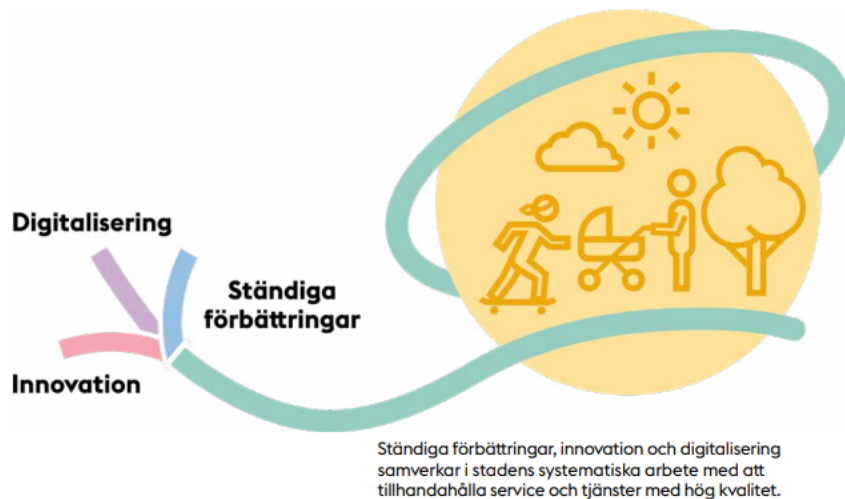 Digitalisering
Ständiga
förbättringar
Innovation
Ständiga förbättringar, innovation och digitalisering
samverkar i stadens systematiska arbete med att
tillhandahålla service och tjänster med hög kvalitet.